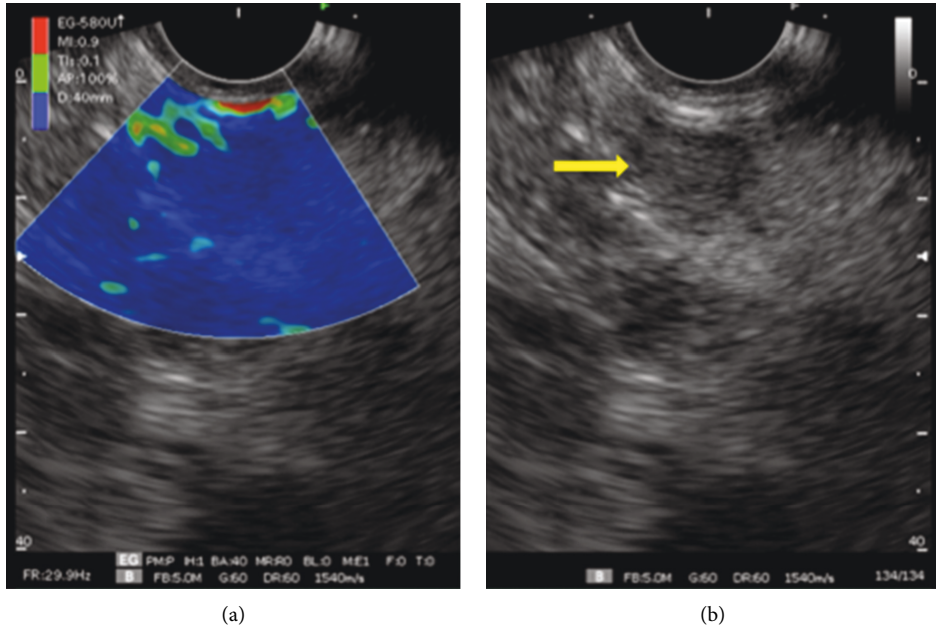 EG-580UT
MI:0.9
TIs:0.1
AP:100%
D:40mm
F
0
40
EG PM:P IH:1 BA:40 MR:R0 BL:0 M:E1 F:0 T:0
FR:29.9Hz B FB:5.0M G:60 DR:60 1540m/s
(a)
F
0
40
B FB:5.0M G:60 DR:60 1540m/s 134/134
(b)